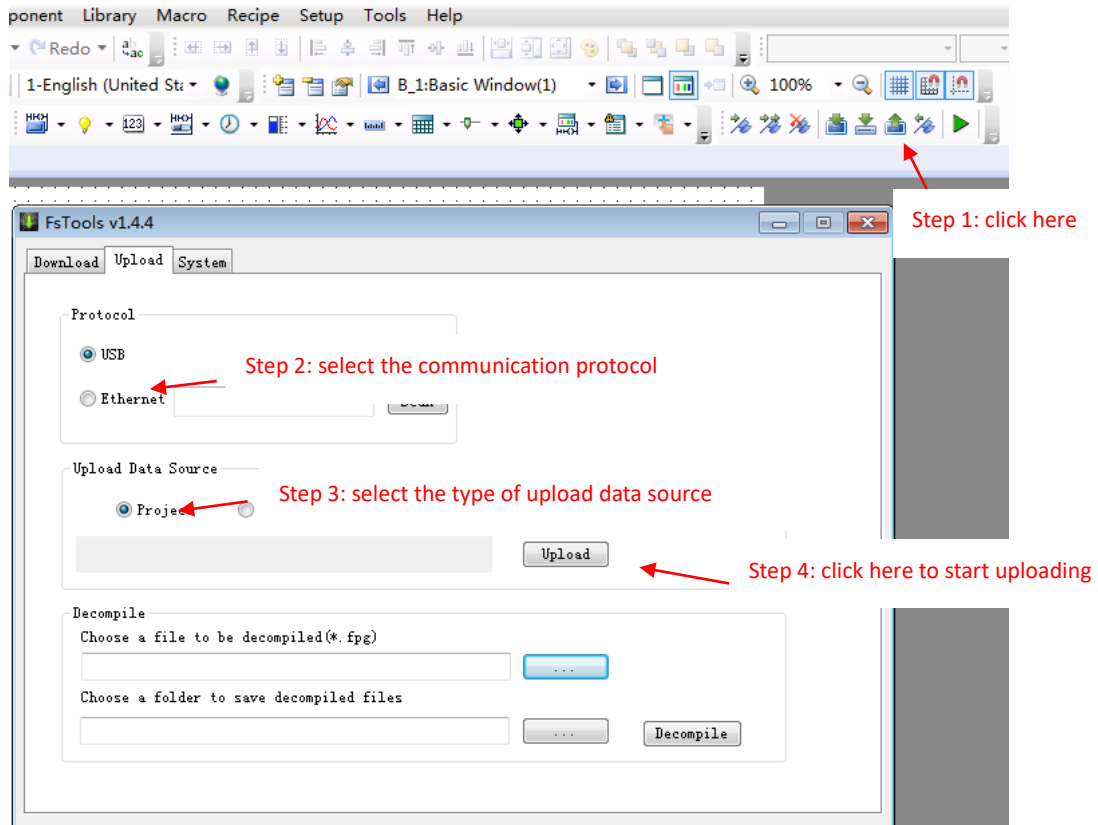 ponent Library Macro Recipe Setup Tools Help
Redo
1-English (United Sta B_1:Basic Window(1) 100%
Step 1: click here
FsTools v1.4.4
Download Upload System
Protocol
USB
Step 2: select the communication protocol
Ethernet
Upload Data Source
Step 3: select the type of upload data source
Projec
Upload
Step 4: click here to start uploading
Decompile
Choose a file to be decompiled(*.fpg)
...
Choose a folder to save decompiled files
...
Decompile